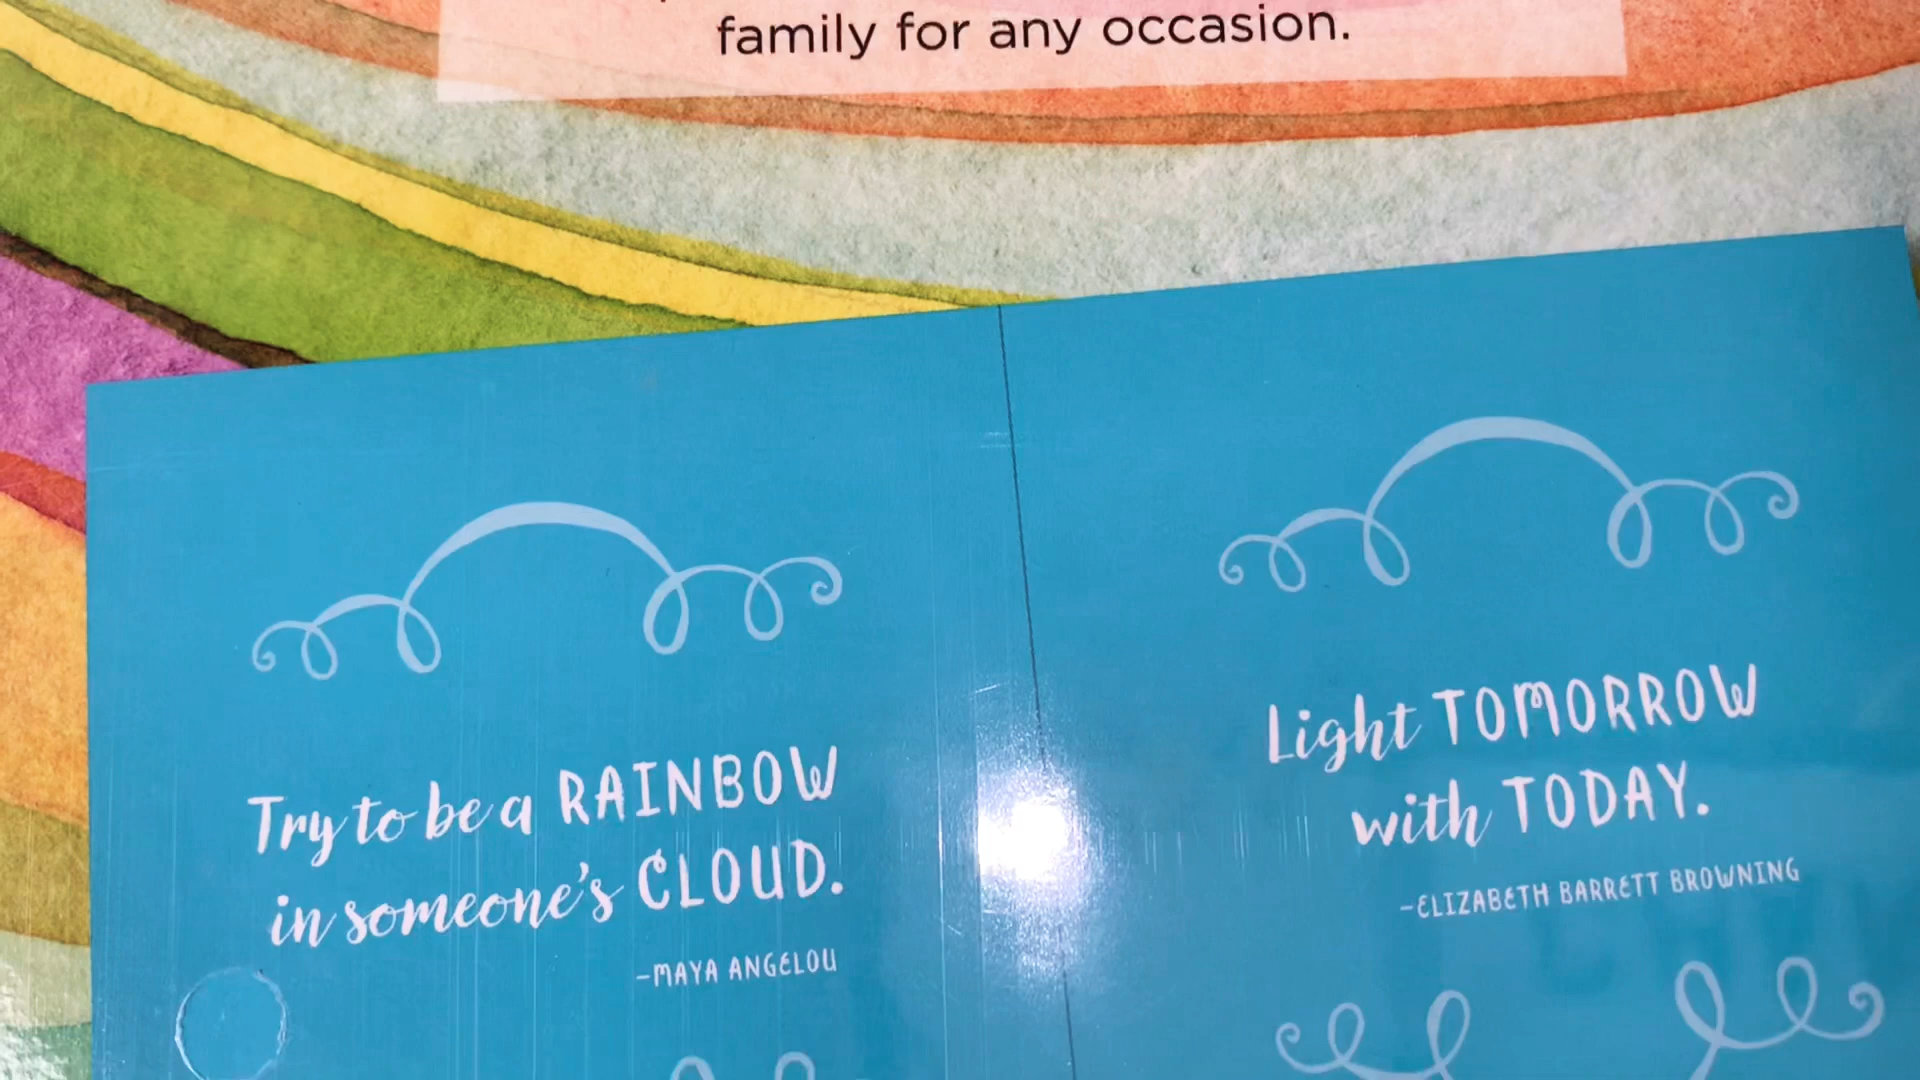 family for any occasion.
Try to be a RAINBOW
in someone's CLOUD.
–MAYA ANGELOU
Light TOMORROW
with TODAY.
–ELIZABETH BARRETT BROWNING